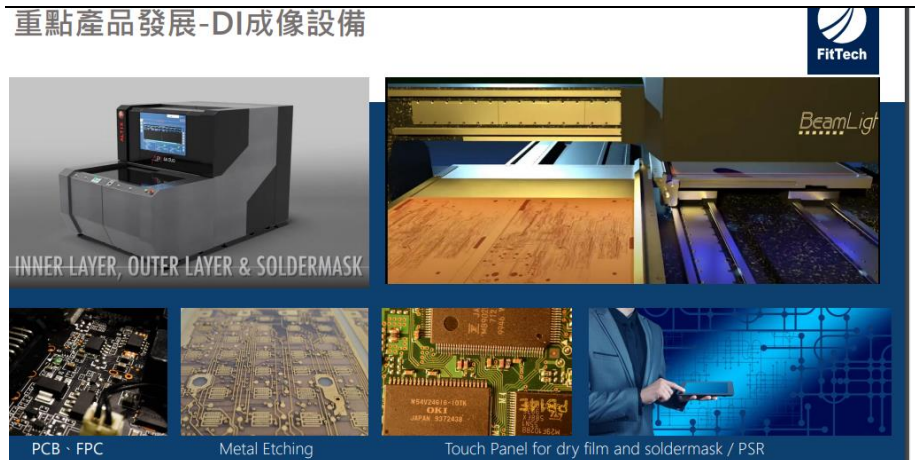 重點產品發展-DI成像設備
FitTech
BeamLigh
INNER LAYER, OUTER LAYER & SOLDERMASK
OKI
PCB、FPC
Metal Etching
Touch Panel for dry film and soldermask / PSR